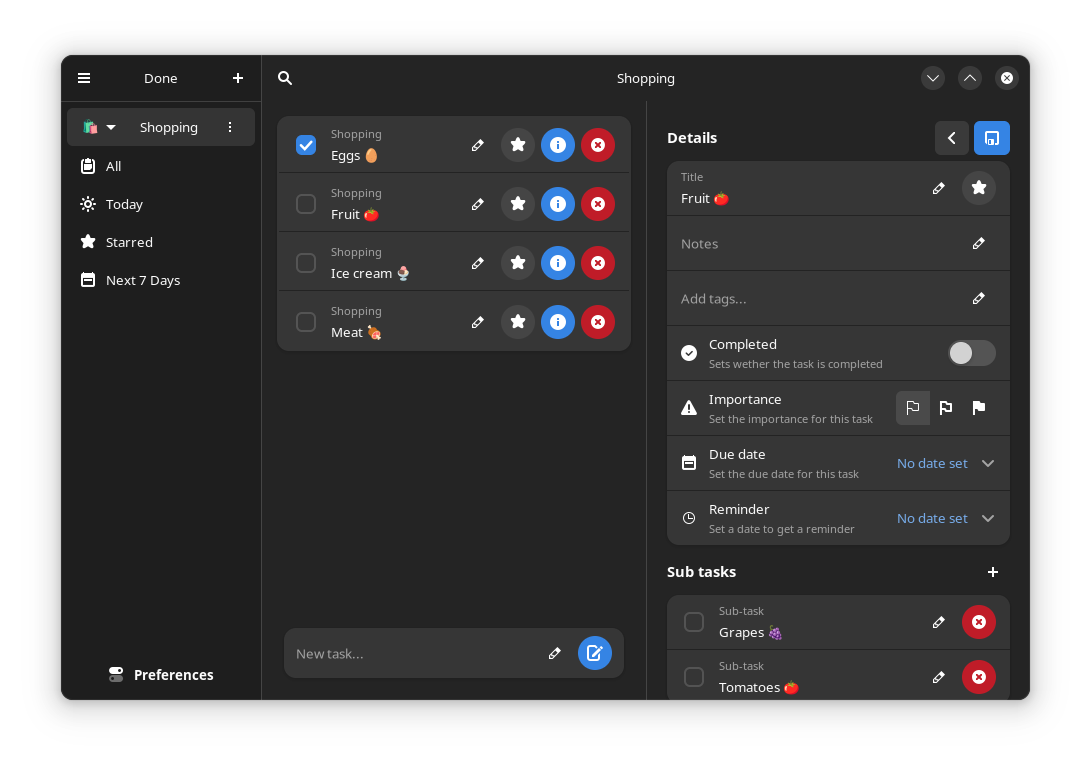 Done
Shopping
Shopping
All
Today
Starred
Next 7 Days
Preferences
Shopping
Eggs 🥚
Shopping
Fruit 🍅
Shopping
Ice cream 🍨
Shopping
Meat 🍖
New task...
Details
Title
Fruit 🍅
Notes
Add tags...
Completed
Sets wether the task is completed
Importance
Set the importance for this task
Due date
Set the due date for this task
No date set
Reminder
Set a date to get a reminder
No date set
Sub tasks
Sub-task
Grapes 🍇
Sub-task
Tomatoes 🍅